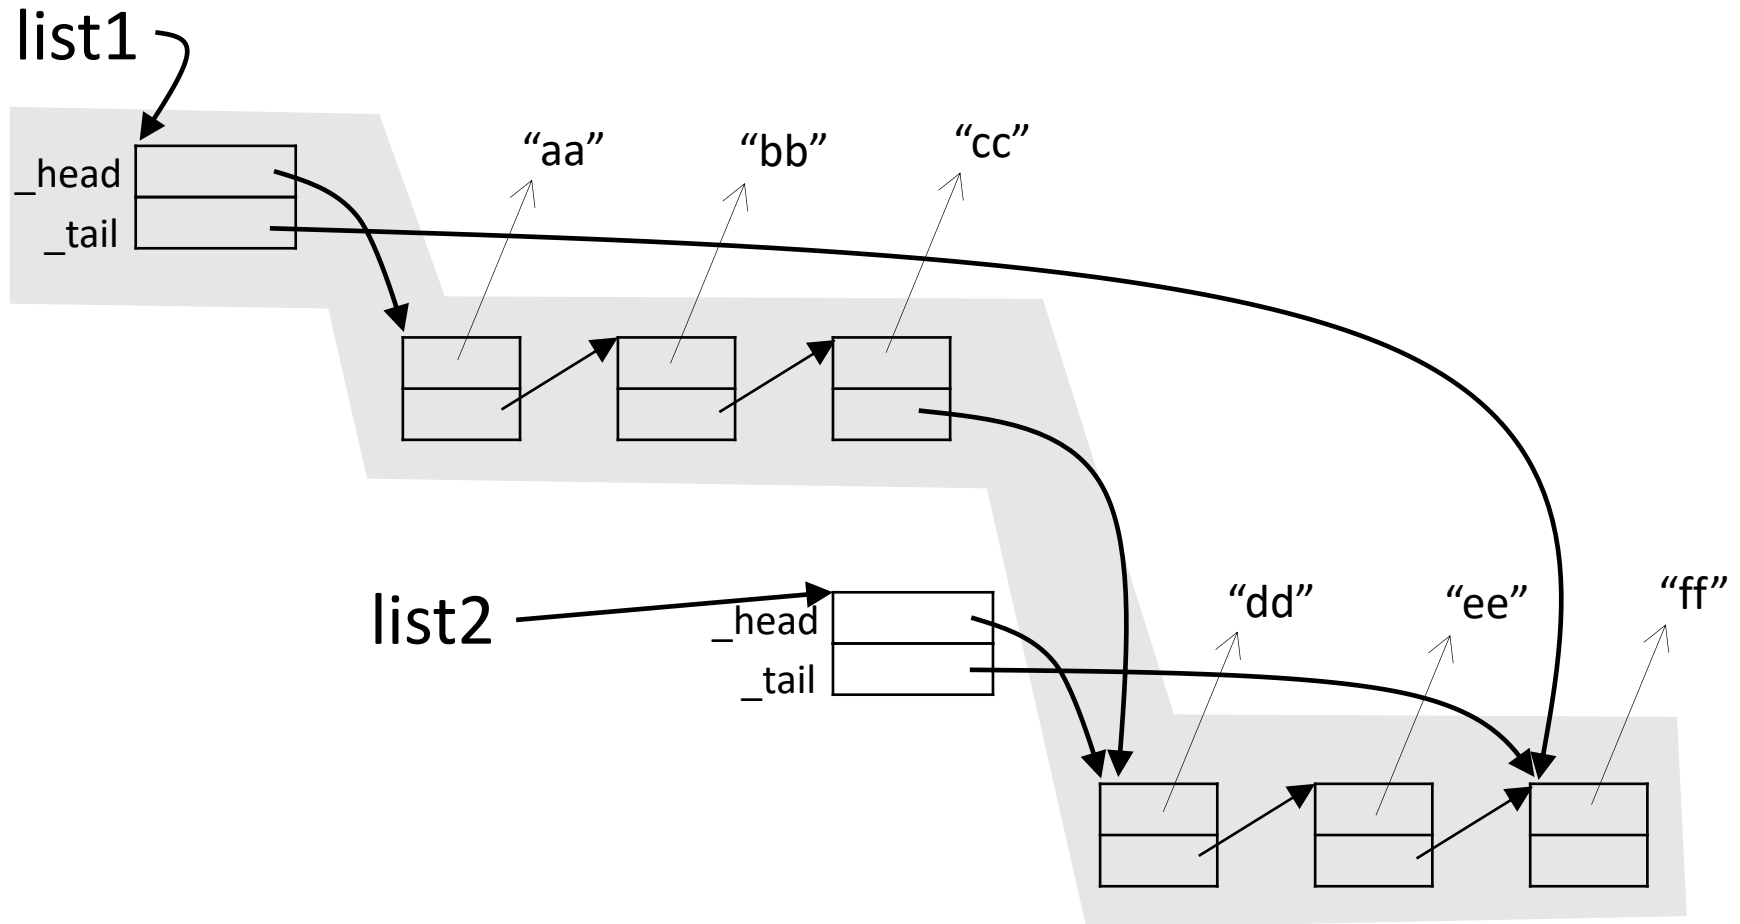 list1
“aa”
“bb”
“cc”
_head
_tail
list2
_head
_tail
“dd”
“ee”
“ff”